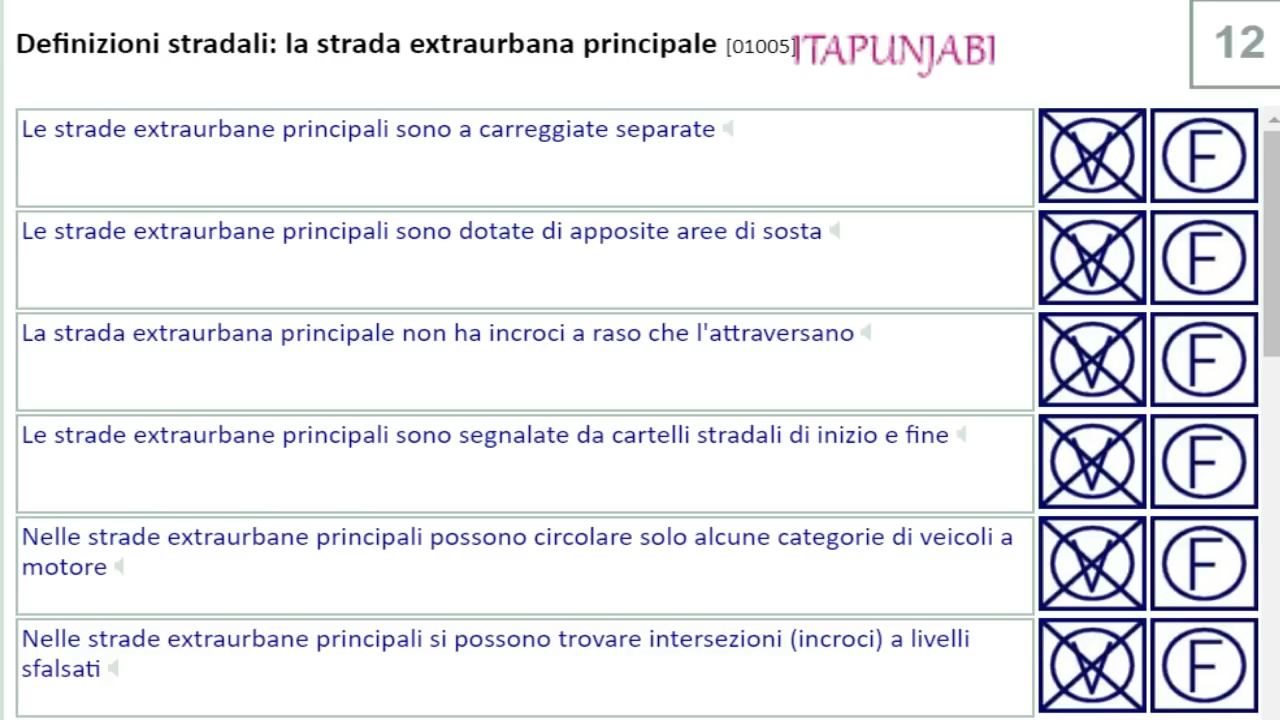 Definizioni stradali: la strada extraurbana principale [01005] ITAPUNJABI
12
Le strade extraurbane principali sono a carreggiate separate
V F
Le strade extraurbane principali sono dotate di apposite aree di sosta
V F
La strada extraurbana principale non ha incroci a raso che l'attraversano
V F
Le strade extraurbane principali sono segnalate da cartelli stradali di inizio e fine
V F
Nelle strade extraurbane principali possono circolare solo alcune categorie di veicoli a
motore
V F
Nelle strade extraurbane principali si possono trovare intersezioni (incroci) a livelli
sfalsati
V F